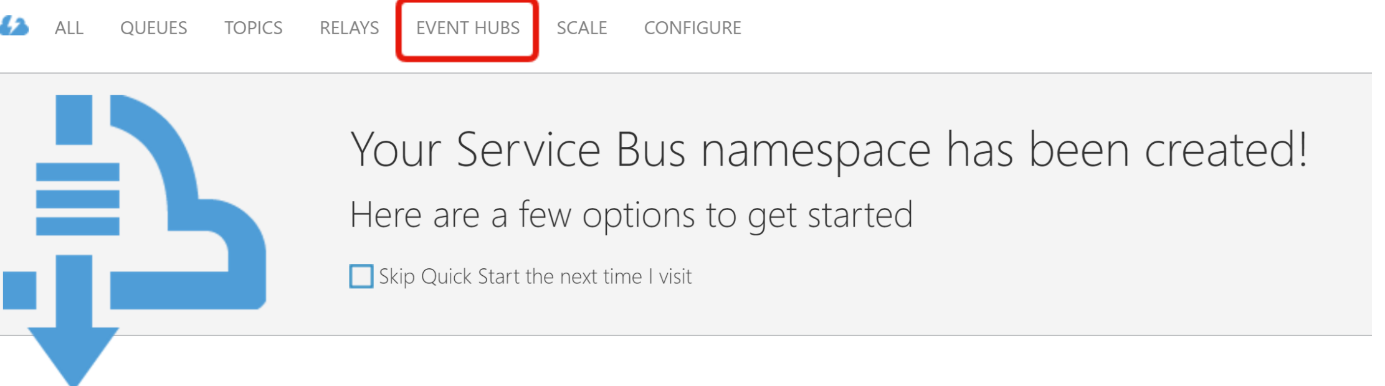 ALL QUEUES TOPICS RELAYS EVENT HUBS SCALE CONFIGURE
Your Service Bus namespace has been created!
Here are a few options to get started
Skip Quick Start the next time I visit